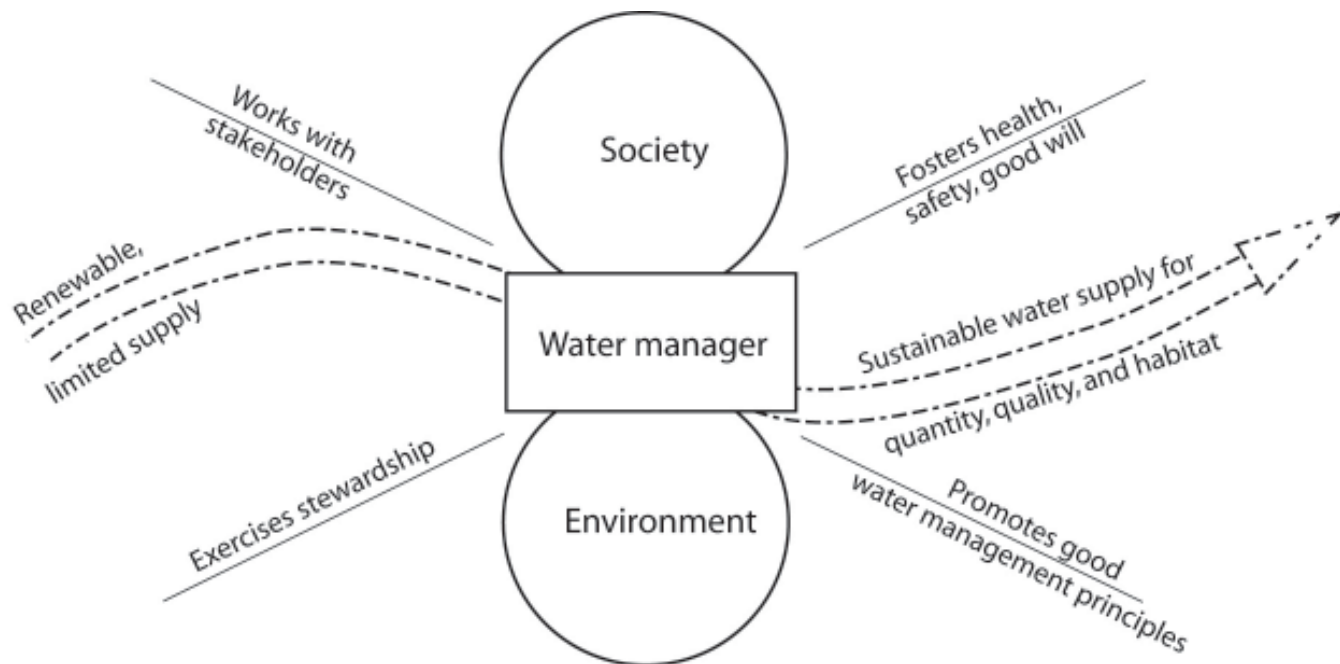 Works with
stakeholders
Society
Fosters health,
safety, good will
Renewable,
limited supply
Water manager
Sustainable water supply for
quantity, quality, and habitat
Exercises stewardship
Environment
Promotes good
water management principles